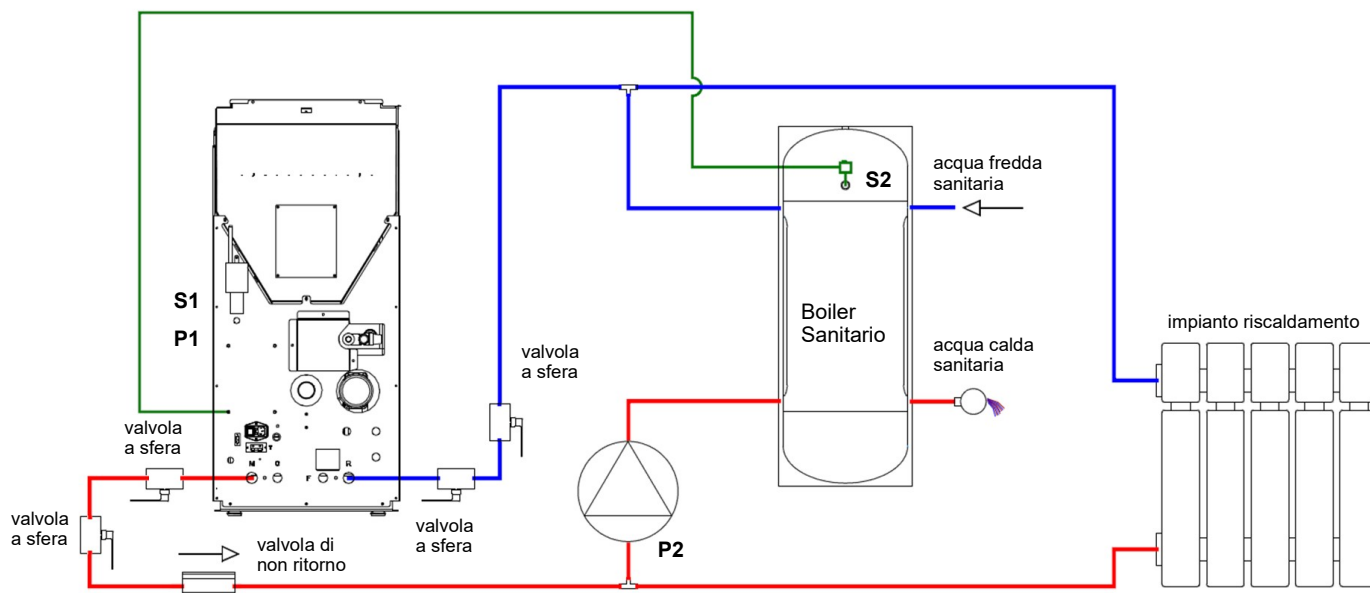 S2
acqua fredda
sanitaria
S1
P1
Boiler
Sanitario
impianto riscaldamento
valvola
a sfera
acqua calda
sanitaria
valvola
a sfera
T
M
C
F
R
valvola
a sfera
valvola
a sfera
valvola di
non ritorno
P2